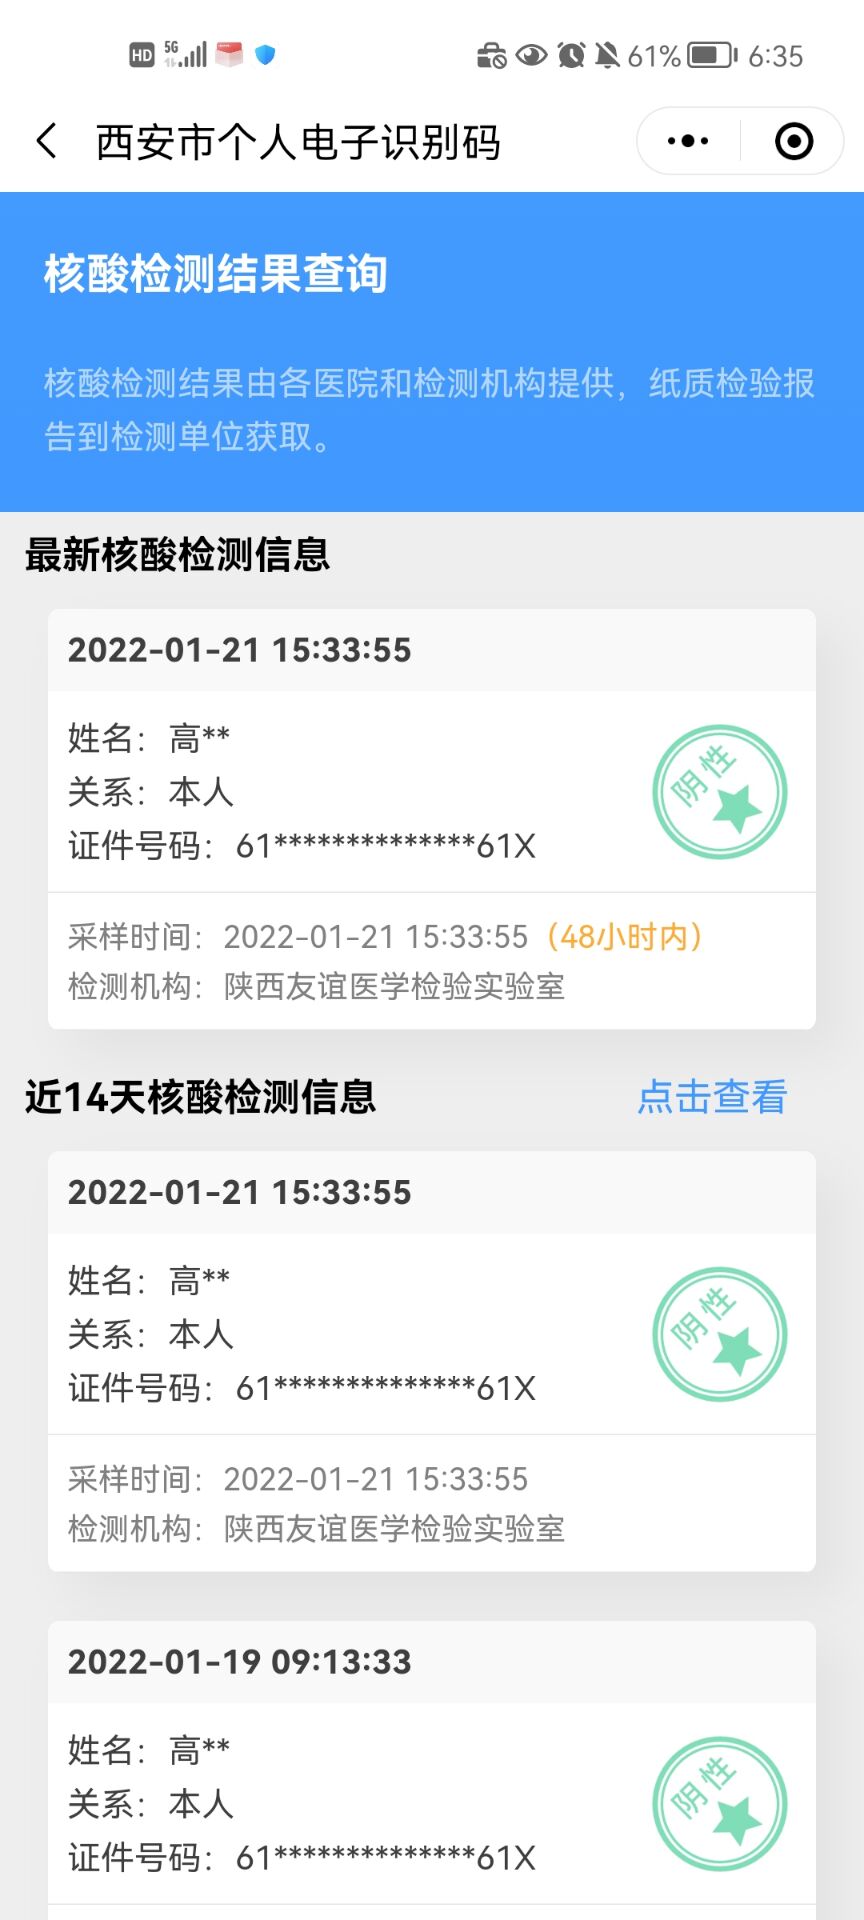 HD 5G 61% 6:35
西安市个人电子识别码
核酸检测结果查询
核酸检测结果由各医院和检测机构提供，纸质检验报
告到检测单位获取。
最新核酸检测信息
2022-01-21 15:33:55
姓名：高**
关系：本人
证件号码：61**************61X
阴性
采样时间：2022-01-21 15:33:55（48小时内）
检测机构：陕西友谊医学检验实验室
近14天核酸检测信息 点击查看
2022-01-21 15:33:55
姓名：高**
关系：本人
证件号码：61**************61X
阴性
采样时间：2022-01-21 15:33:55
检测机构：陕西友谊医学检验实验室
2022-01-19 09:13:33
姓名：高**
关系：本人
证件号码：61**************61X
阴性